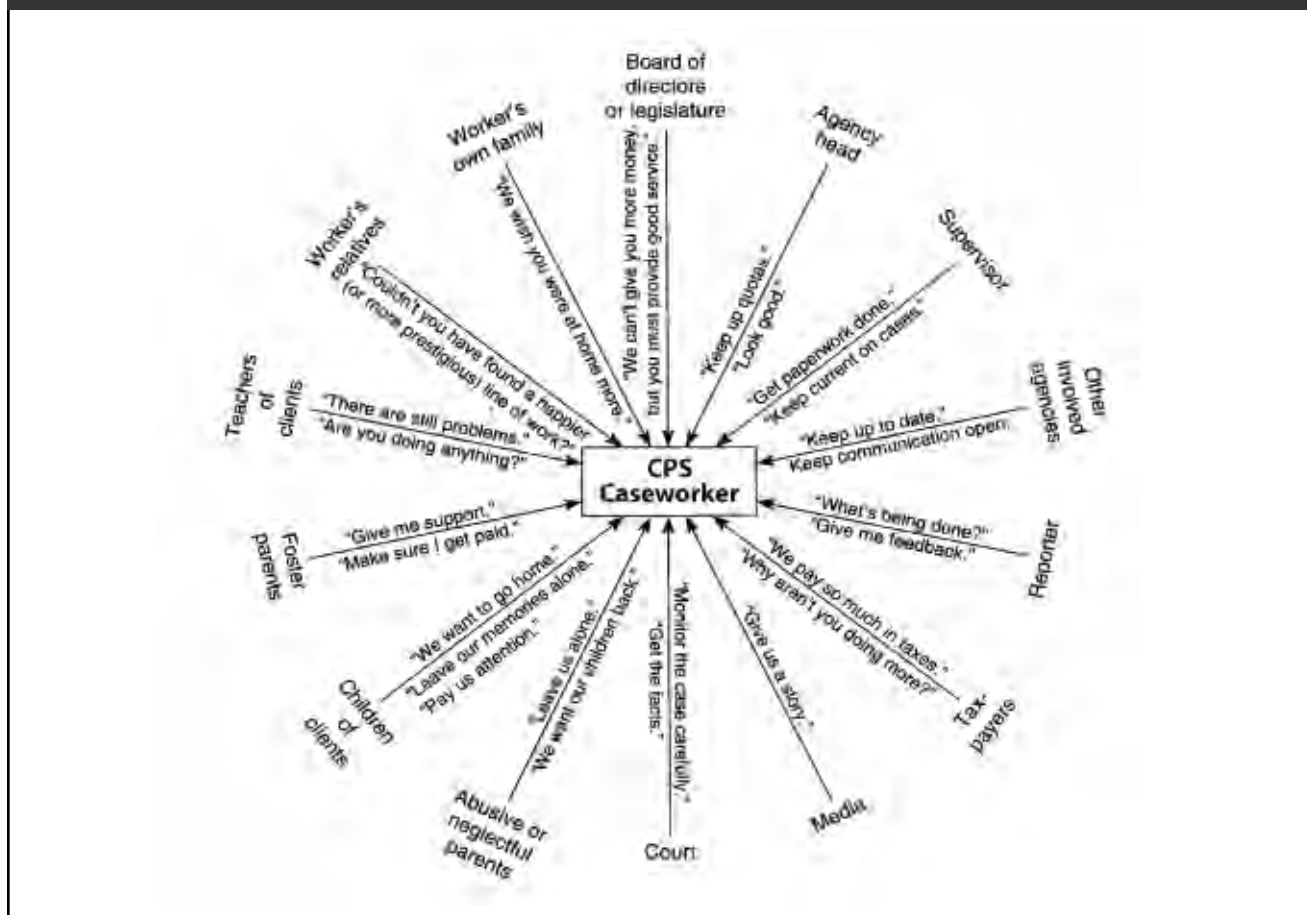 Board of
directors
or legislature
"We can't give you more money,
but you must provide good service."
Agency
head
"Keep up quotas."
"Look good."
Supervisor
"Get paperwork done."
"Keep current on cases."
Other
involved
agencies
"Keep up to date."
Keep communication open.
Reporter
"What's being done?"
"Give me feedback."
Tax-
payers
"We pay so much in taxes."
"Why aren't you doing more?"
Media
"Give us a story."
Court
"Monitor the case carefully."
"Get the facts."
Abusive or
neglectful
parents
"Leave us alone."
"We want our children back."
Children
of
clients
"We want to go home."
"Leave our memories alone."
"Pay us attention."
Foster
parents
"Give me support."
"Make sure I get paid."
Teachers
of
clients
"There are still problems."
"Are you doing anything?"
Worker's
relatives
"Couldn't you have found a happier
(or more prestigious) line of work?"
Worker's
own family
"We wish you were at home more."
CPS
Caseworker